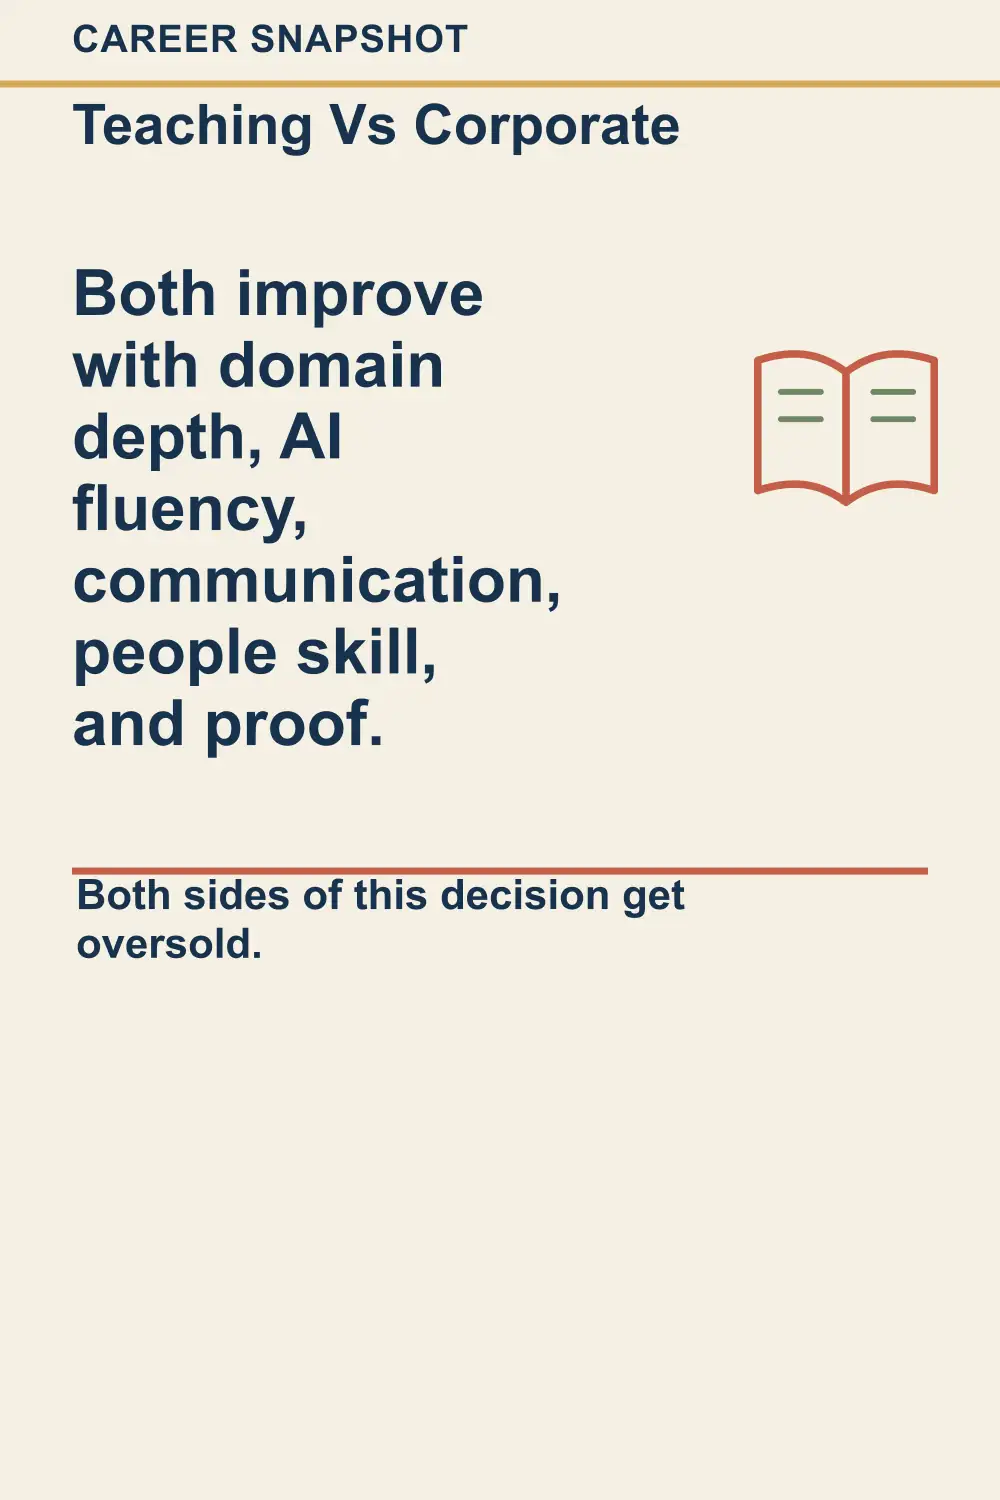 CAREER SNAPSHOT
Teaching Vs Corporate
Both improve
with domain
depth, AI
fluency,
communication,
people skill,
and proof.
Both sides of this decision get
oversold.